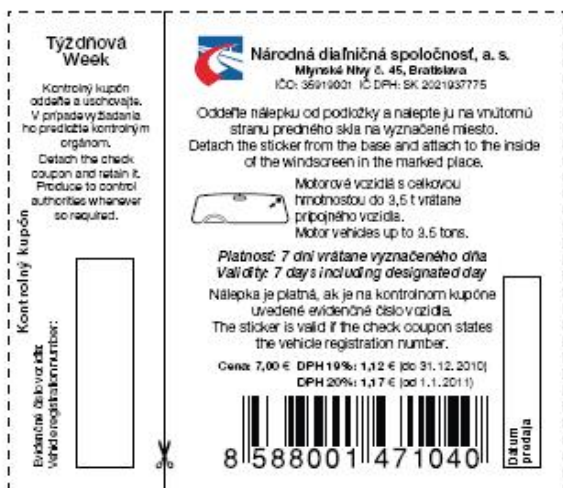 Týždňová
Week
Kontrolný kupón
oddeľte a uschovajte.
V prípade vyžiadania
ho predložte kontrolným
orgánom.
Detach the check
coupon and retain it.
Produce to control
authorities whenever
so required.
Kontrolný kupón
Evidenčné číslo vozidla:
Vehicle registration number:
Národná diaľničná spoločnosť, a. s.
Mlynské Nivy č. 45, Bratislava
IČO: 35919001 IČ DPH: SK 2021937775
Oddeľte nálepku od podložky a nalepte ju na vnútornú
stranu predného skla na vyznačené miesto.
Detach the sticker from the base and attach to the inside
of the windscreen in the marked place.
Motorové vozidlá s celkovou
hmotnosťou do 3,5 t vrátane
prípojného vozidla.
Motor vehicles up to 3.5 tons.
Platnosť: 7 dní vrátane vyznačeného dňa
Validity: 7 days including designated day
Nálepka je platná, ak je na kontrolnom kupóne
uvedené evidenčné číslo vozidla.
The sticker is valid if the check coupon states
the vehicle registration number.
Cena: 7,00 € DPH 19%: 1,12 € (do 31.12.2010)
DPH 20%: 1,17 € (od 1.1.2011)
8 588001 471040
Dátum
predaja